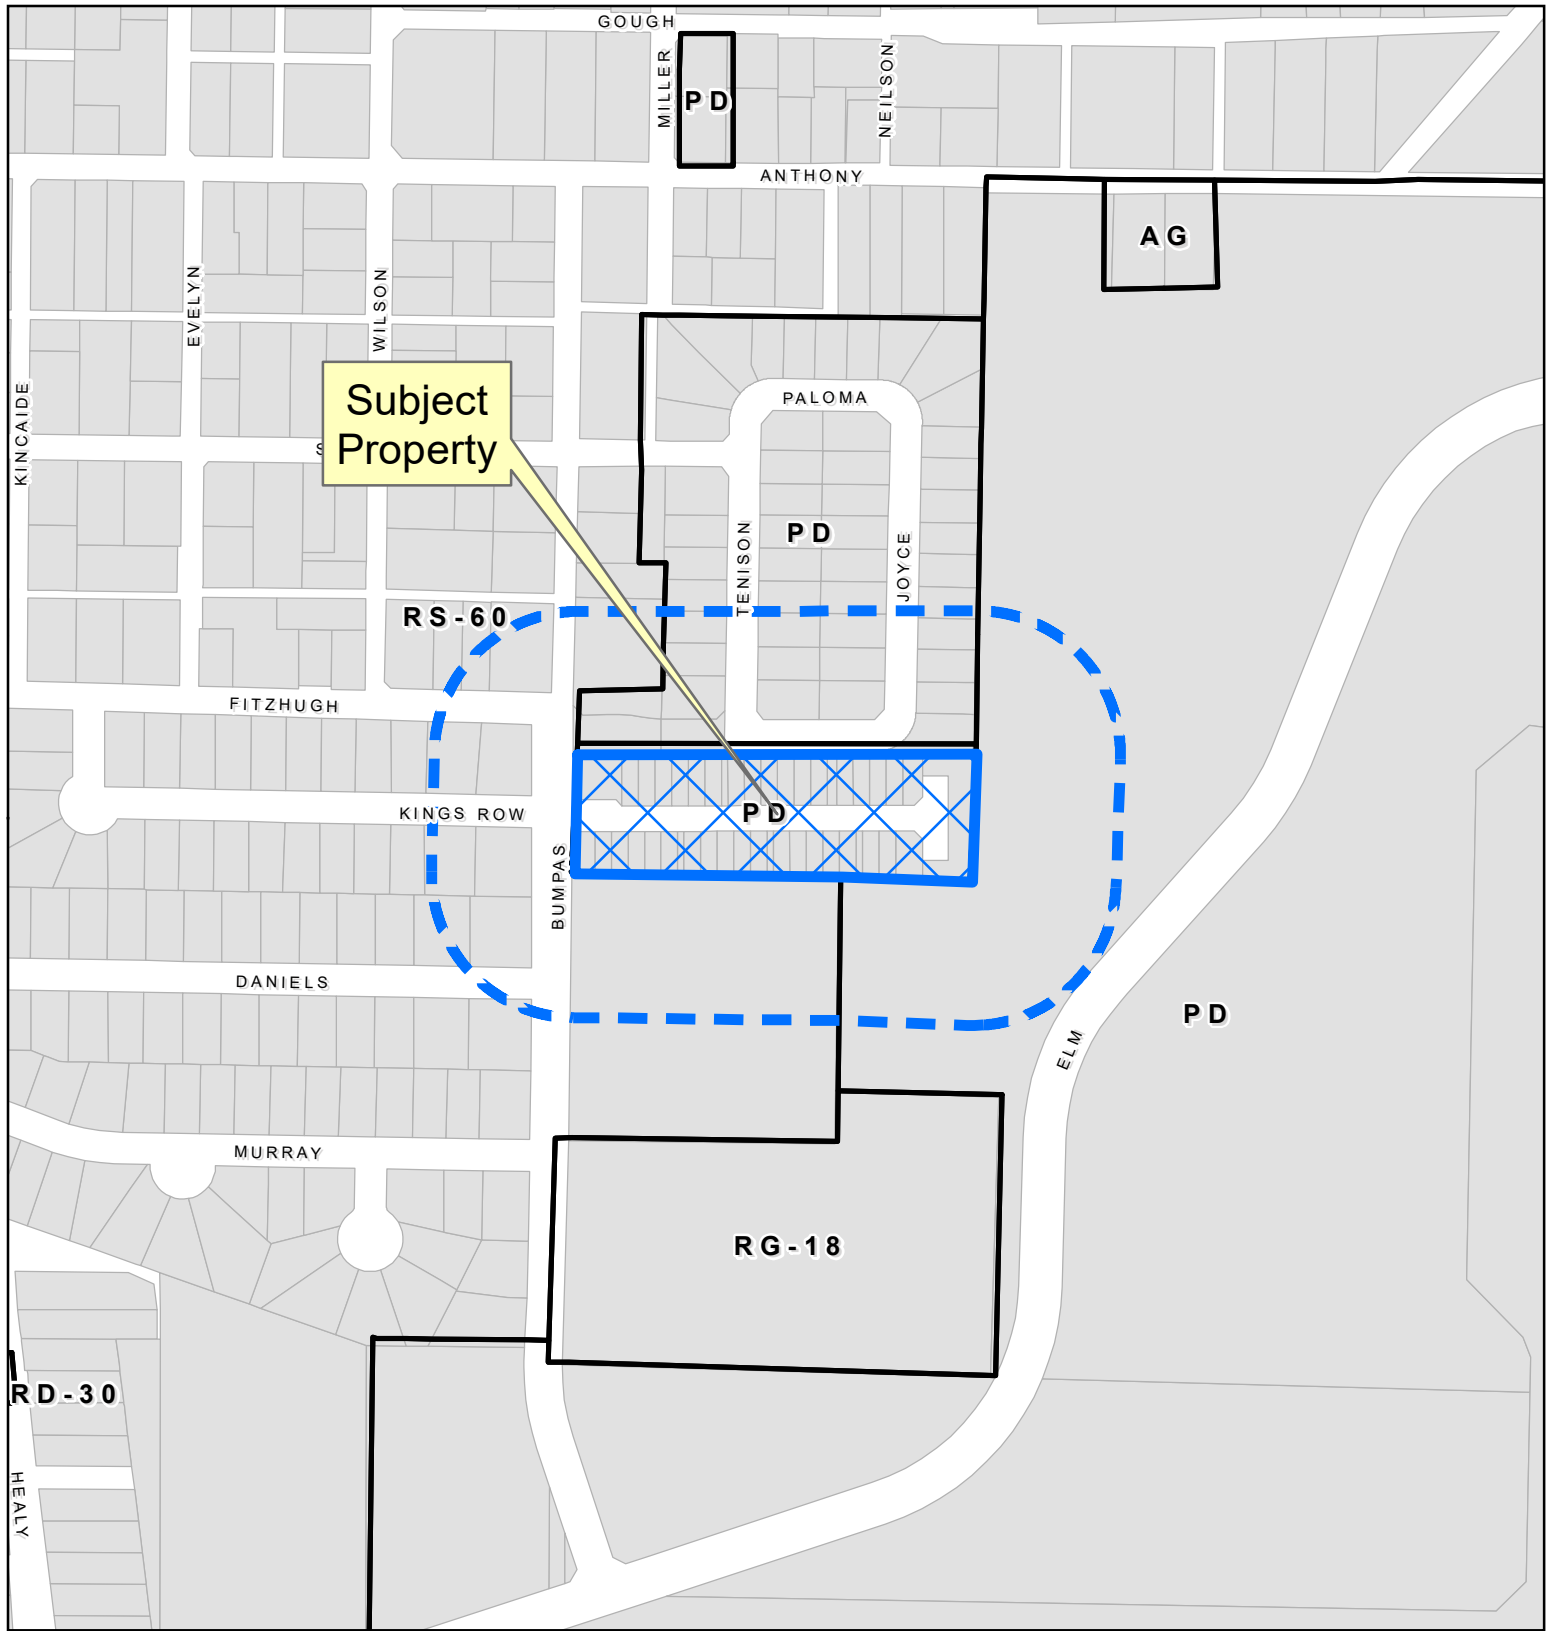 GOUGH
MILLER
PD
NEILSON
ANTHONY
AG
EVELYN
WILSON
KINCAIDE
Subject
Property
S
PALOMA
PD
TENISON
JOYCE
RS-60
FITZHUGH
KINGS ROW
PD
BUMPAS
DANIELS
PD
ELM
MURRAY
RG-18
RD-30
HEALY